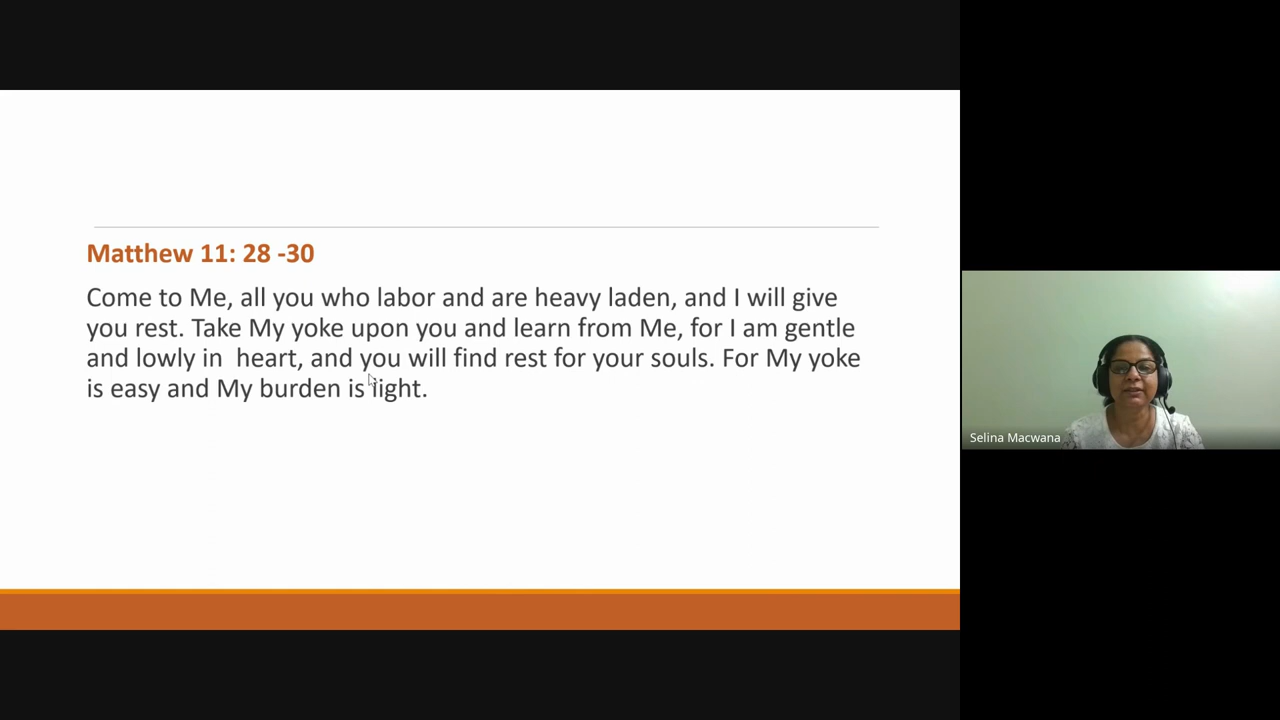 Matthew 11: 28 -30
Come to Me, all you who labor and are heavy laden, and I will give
you rest. Take My yoke upon you and learn from Me, for I am gentle
and lowly in  heart, and you will find rest for your souls. For My yoke
is easy and My burden is light.
Selina Macwana